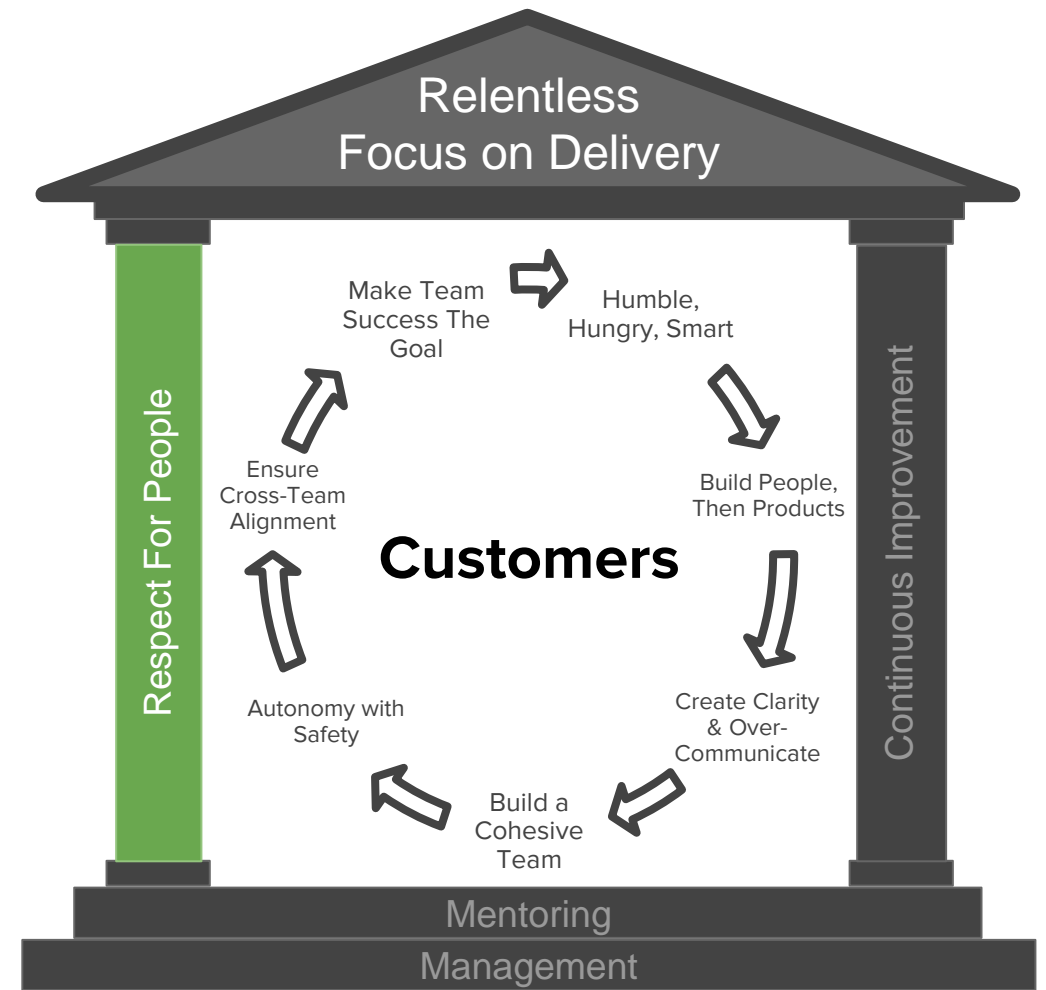 Relentless
Focus on Delivery
Make Team
Success The
Goal
Humble,
Hungry, Smart
Build People,
Then Products
Create Clarity
& Over-
Communicate
Build a
Cohesive
Team
Autonomy with
Safety
Ensure
Cross-Team
Alignment
Customers
Respect For People
Continuous Improvement
Mentoring
Management